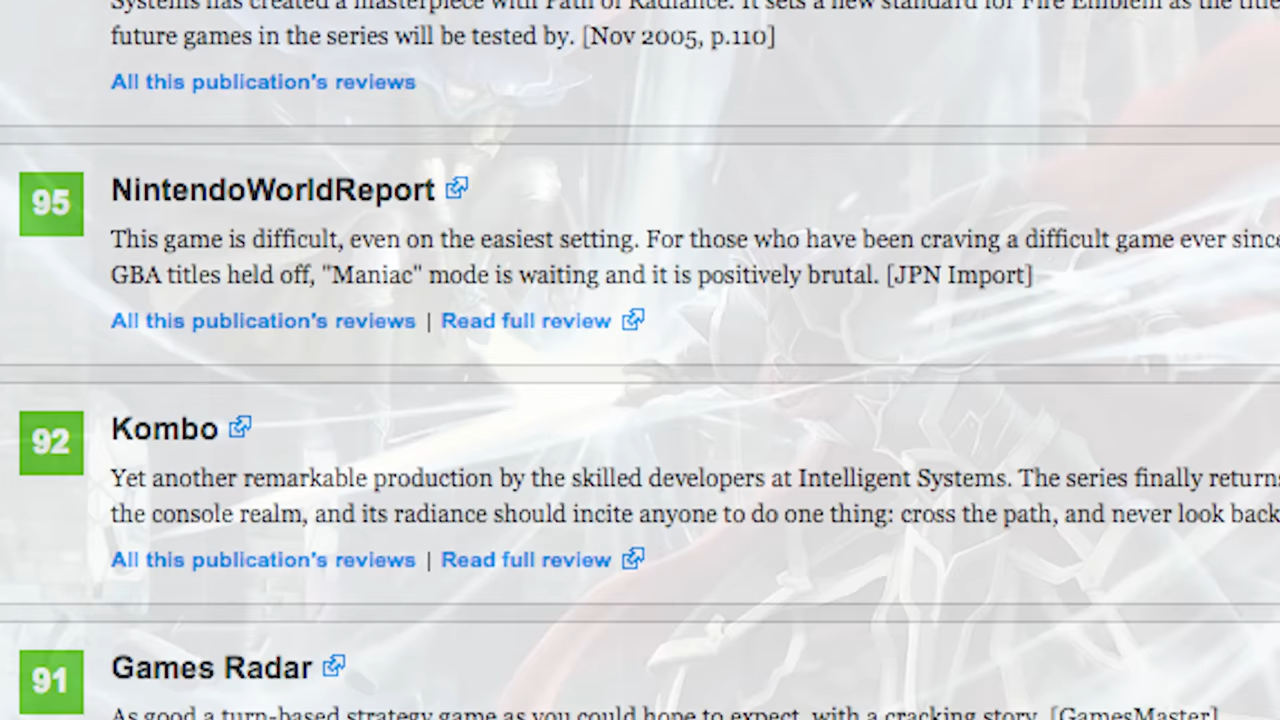 Systems has created a masterpiece with Path of Radiance. It sets a new standard for Fire Emblem as the title
future games in the series will be tested by. [Nov 2005, p.110]
All this publication's reviews
95
NintendoWorldReport
This game is difficult, even on the easiest setting. For those who have been craving a difficult game ever since
GBA titles held off, "Maniac" mode is waiting and it is positively brutal. [JPN Import]
All this publication's reviews | Read full review
92
Kombo
Yet another remarkable production by the skilled developers at Intelligent Systems. The series finally returns
the console realm, and its radiance should incite anyone to do one thing: cross the path, and never look back
All this publication's reviews | Read full review
91
Games Radar
As good a turn-based strategy game as you could hope to expect, with a cracking story. [GamesMaster]